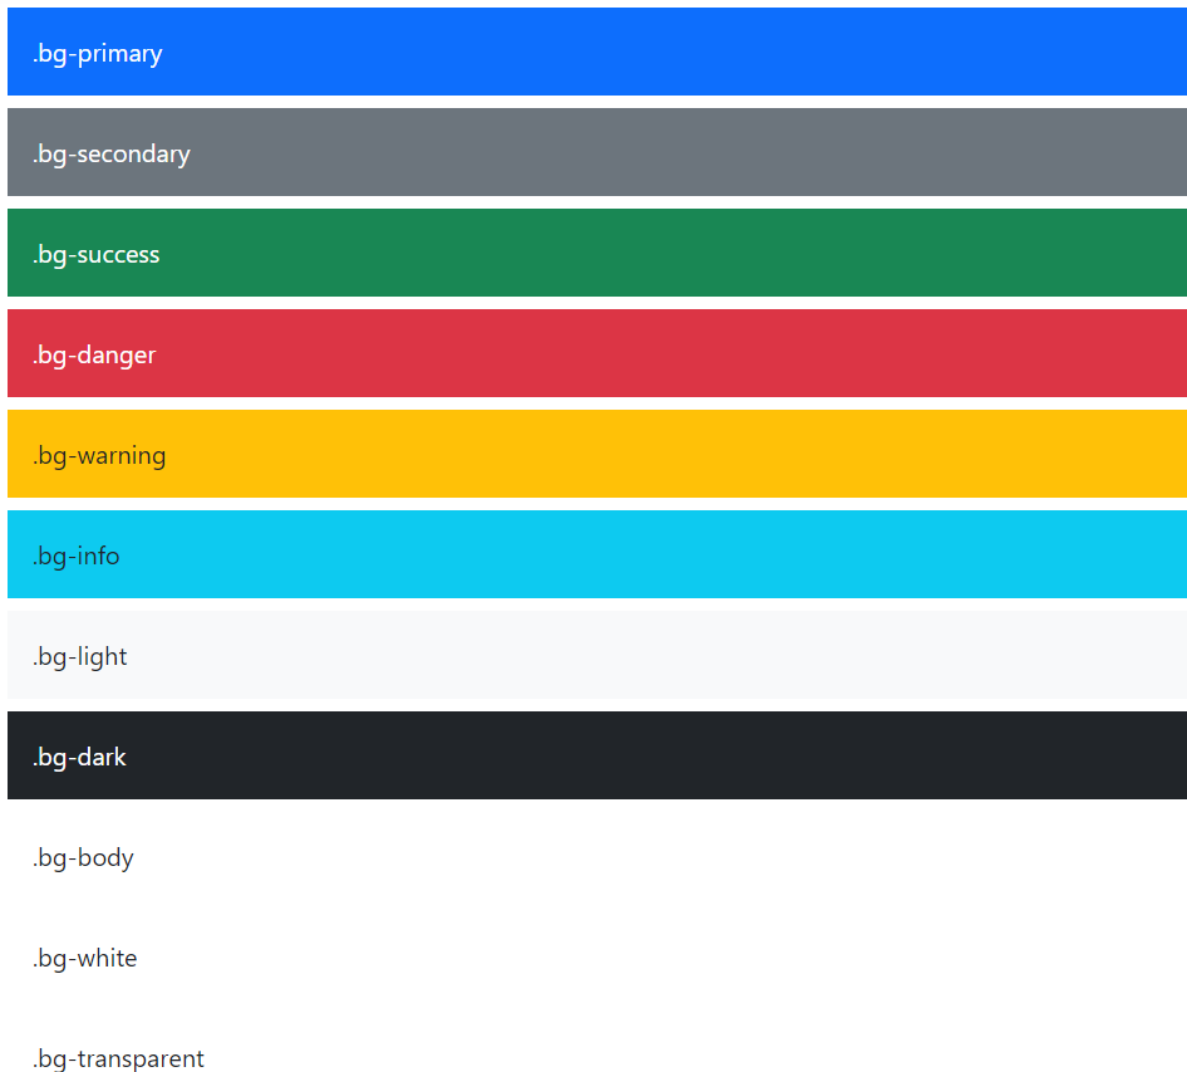 .bg-primary
.bg-secondary
.bg-success
.bg-danger
.bg-warning
.bg-info
.bg-light
.bg-dark
.bg-body
.bg-white
.bg-transparent